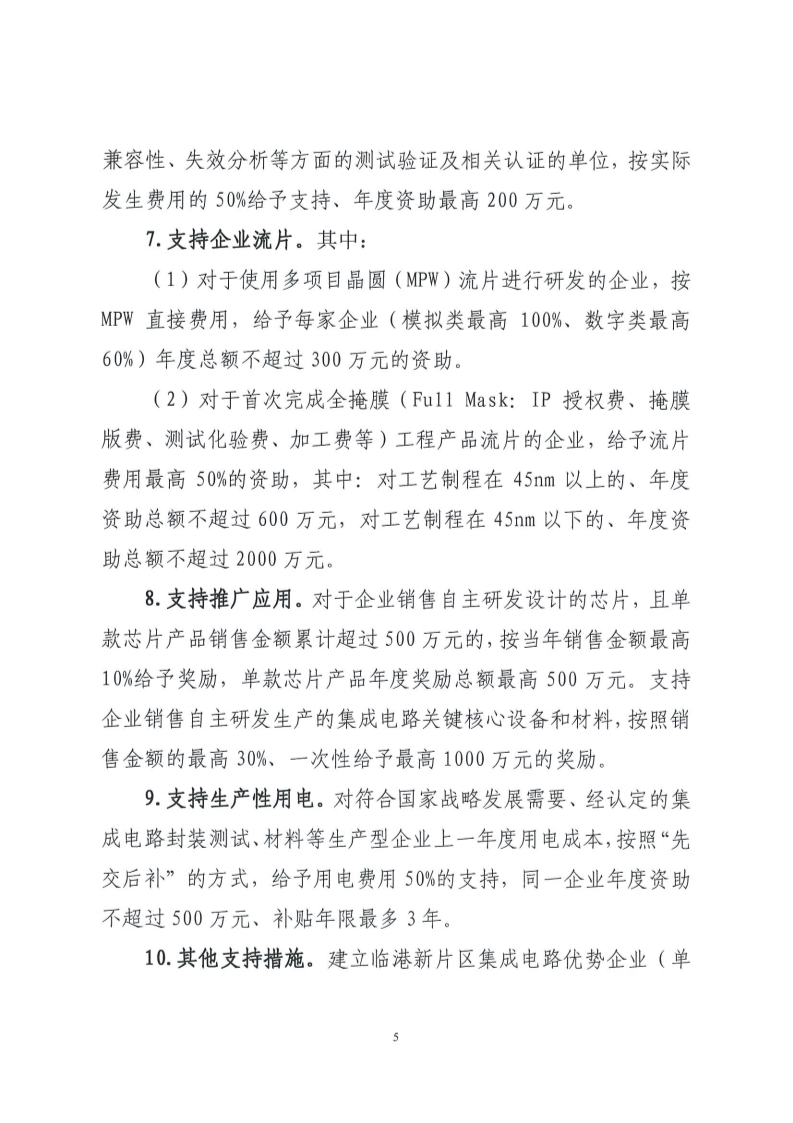 兼容性、失效分析等方面的测试验证及相关认证的单位，按实际
发生费用的 50%给予支持、年度资助最高 200 万元。
7.支持企业流片。其中：
（1）对于使用多项目晶圆（MPW）流片进行研发的企业，按
MPW 直接费用，给予每家企业（模拟类最高 100%、数字类最高
60%）年度总额不超过 300 万元的资助。
（2）对于首次完成全掩膜（Full Mask：IP 授权费、掩膜
版费、测试化验费、加工费等）工程产品流片的企业，给予流片
费用最高 50%的资助，其中：对工艺制程在 45nm 以上的、年度
资助总额不超过 600 万元，对工艺制程在 45nm 以下的、年度资
助总额不超过 2000 万元。
8.支持推广应用。对于企业销售自主研发设计的芯片，且单
款芯片产品销售金额累计超过 500 万元的，按当年销售金额最高
10%给予奖励，单款芯片产品年度奖励总额最高 500 万元。支持
企业销售自主研发生产的集成电路关键核心设备和材料，按照销
售金额的最高 30%、一次性给予最高 1000 万元的奖励。
9.支持生产性用电。对符合国家战略发展需要、经认定的集
成电路封装测试、材料等生产型企业上一年度用电成本，按照“先
交后补”的方式，给予用电费用 50%的支持，同一企业年度资助
不超过 500 万元、补贴年限最多 3 年。
10.其他支持措施。建立临港新片区集成电路优势企业（单
5